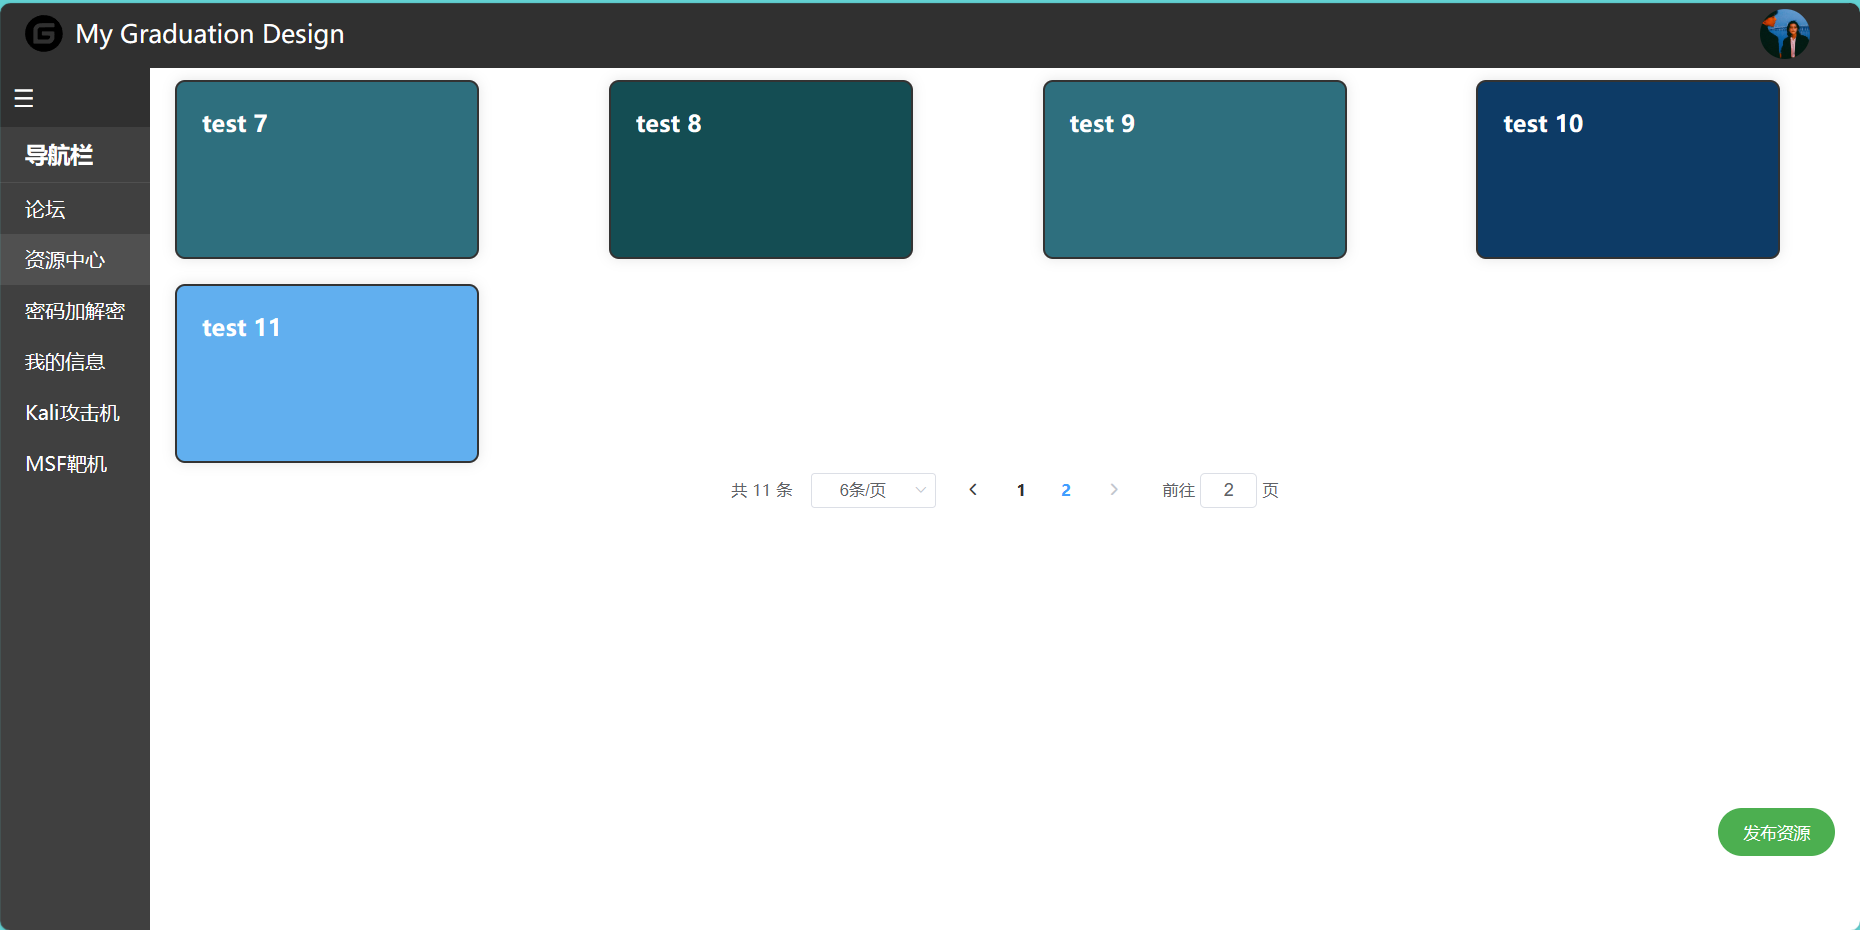 My Graduation Design
导航栏
论坛
资源中心
密码加解密
我的信息
Kali攻击机
MSF靶机
test 7
test 8
test 9
test 10
test 11
共 11 条 6条/页 1 2 前往 2 页
发布资源